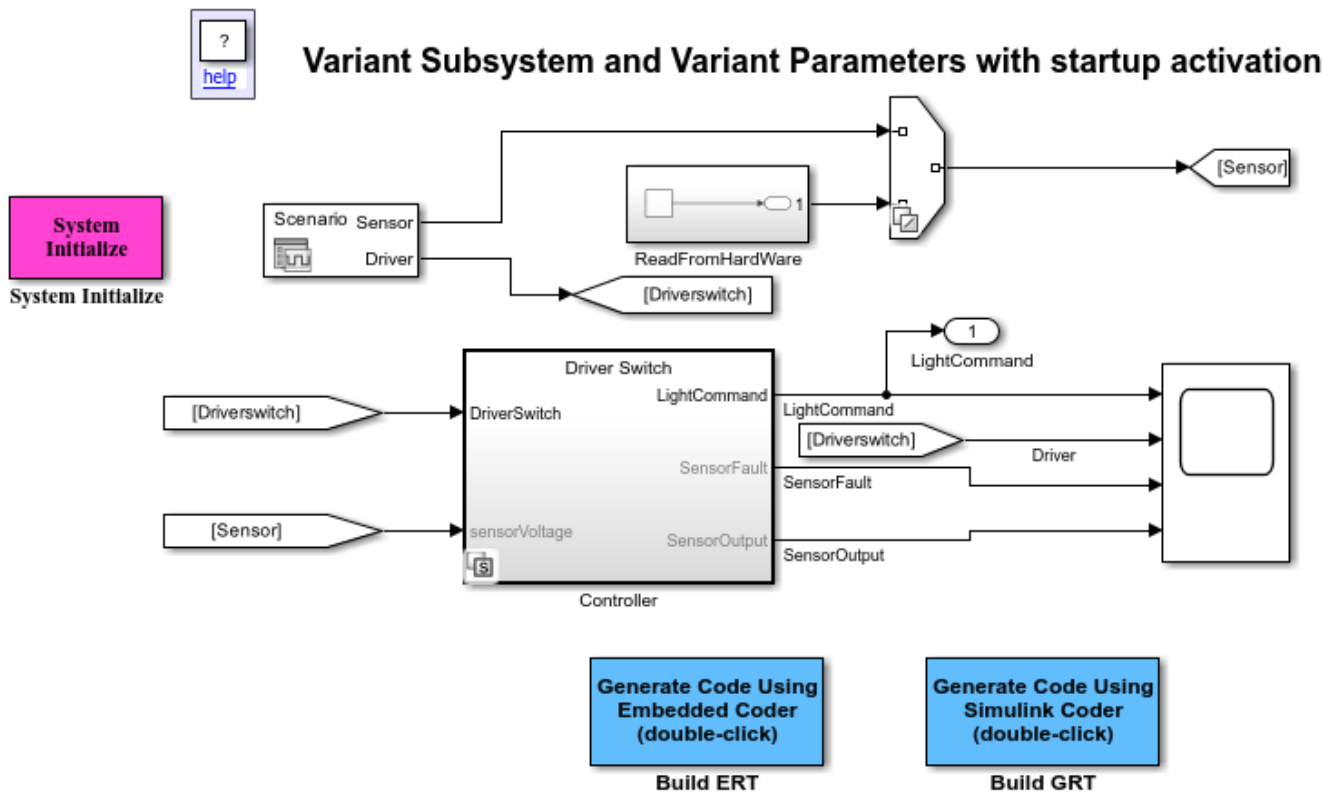 ?
help
Variant Subsystem and Variant Parameters with startup activation
System
Initialize
System Initialize
Scenario
Sensor
Driver
1
ReadFromHardWare
[Sensor]
[Driverswitch]
1
LightCommand
Driver Switch
[Driverswitch]
DriverSwitch
LightCommand
LightCommand
[Driverswitch]
Driver
SensorFault
SensorFault
[Sensor]
sensorVoltage
SensorOutput
SensorOutput
S
Controller
Generate Code Using
Embedded Coder
(double-click)
Build ERT
Generate Code Using
Simulink Coder
(double-click)
Build GRT